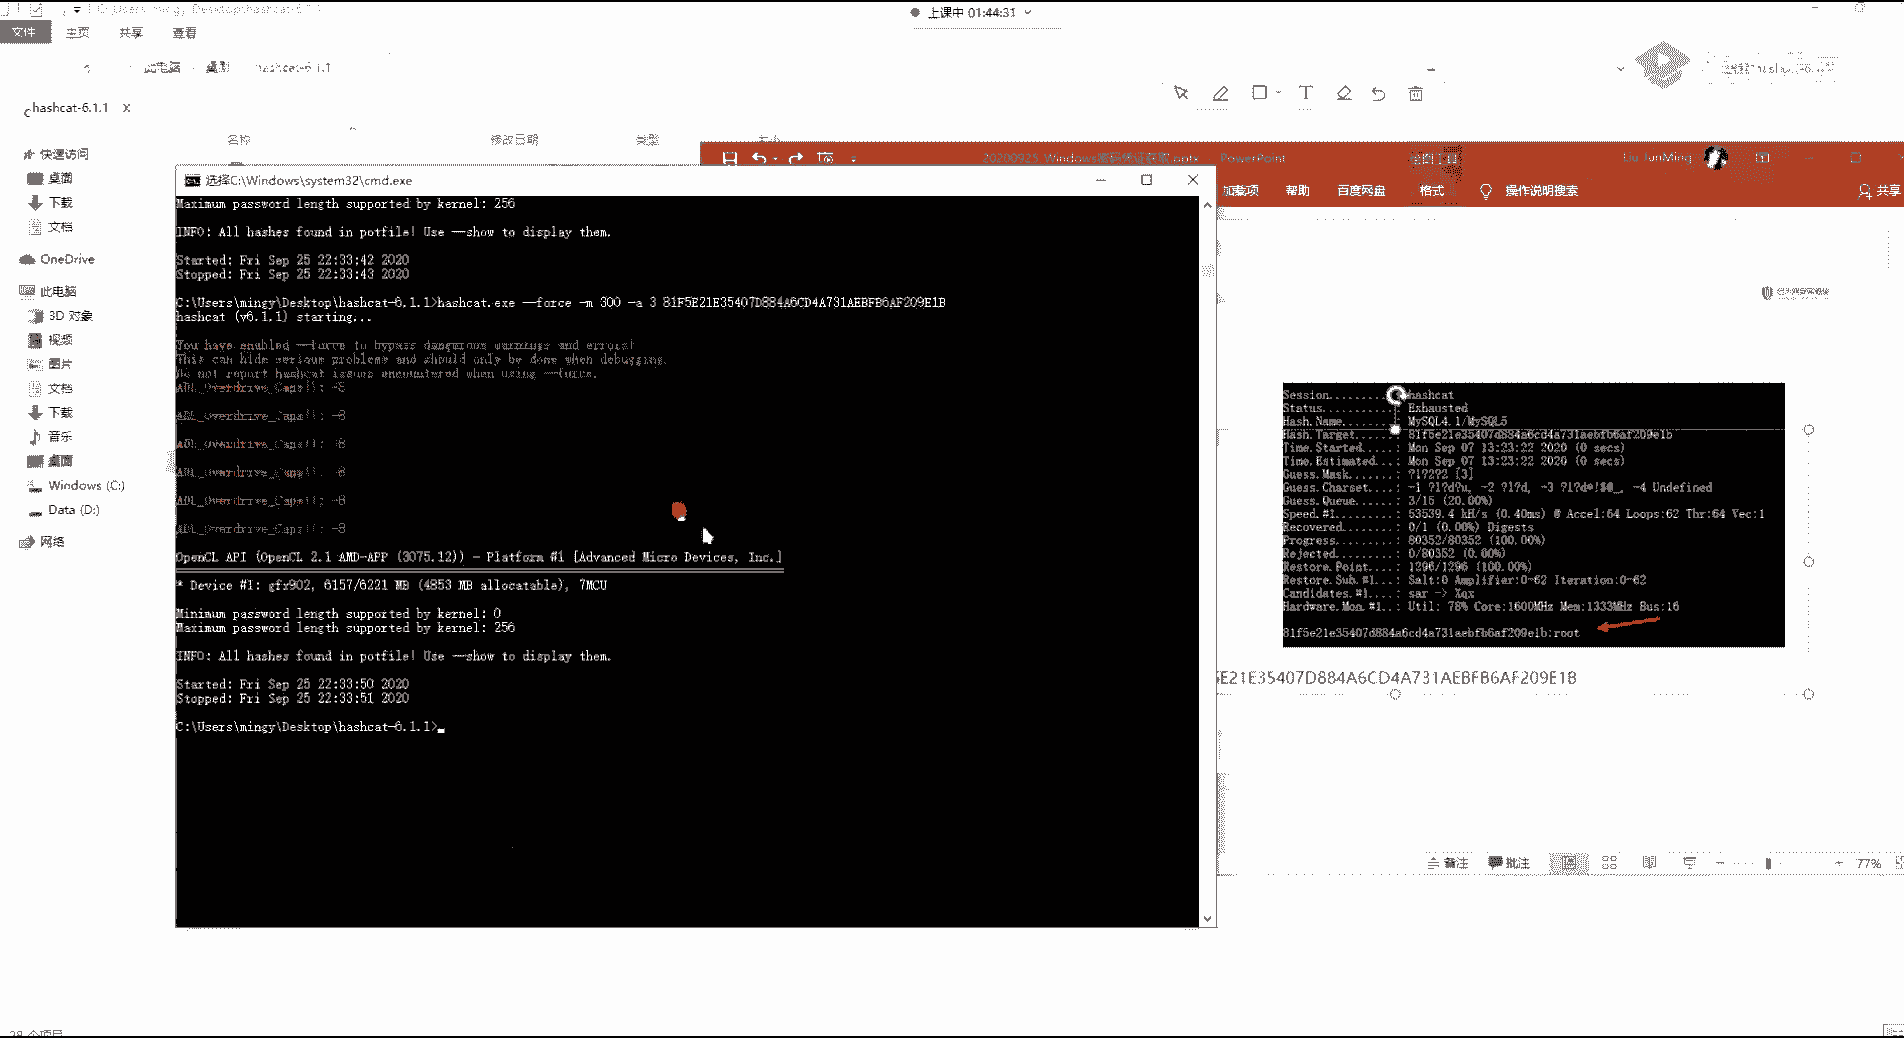 上课中 01:44:31
文件 主页 共享 查看
此电脑 桌面 hashcat-6.1.1
hashcat-6.1.1 X
名称 修改日期 类型 大小
快速访问
桌面
下载
文档
OneDrive
此电脑
3D 对象
视频
图片
文档
下载
音乐
桌面
Windows (C:)
Data (D:)
网络
选择C:\Windows\system32\cmd.exe
Maximum password length supported by kernel: 256
INFO: All hashes found in potfile! Use --show to display them.
Started: Fri Sep 25 22:33:42 2020
Stopped: Fri Sep 25 22:33:43 2020
C:\Users\mingy\Desktop\hashcat-6.1.1>hashcat.exe --force -m 300 -a 3 81F5E21E35407D884A6CD4A731AEBFB6AF209E1B
hashcat (v6.1.1) starting...
You have enabled --force to bypass dangerous warnings and errors!
This can hide serious problems and should only be done when debugging.
Do not report hashcat issues encountered when using --force.
ADL_Overdrive_Caps(): -8
ADL_Overdrive_Caps(): -8
ADL_Overdrive_Caps(): -8
ADL_Overdrive_Caps(): -8
ADL_Overdrive_Caps(): -8
ADL_Overdrive_Caps(): -8
OpenCL API (OpenCL 2.1 AMD-APP (3075.12)) - Platform #1 [Advanced Micro Devices, Inc.]
* Device #1: gfx902, 6157/6221 MB (4853 MB allocatable), 7MCU
Minimum password length supported by kernel: 0
Maximum password length supported by kernel: 256
INFO: All hashes found in potfile! Use --show to display them.
Started: Fri Sep 25 22:33:50 2020
Stopped: Fri Sep 25 22:33:51 2020
C:\Users\mingy\Desktop\hashcat-6.1.1>
PowerPoint
Liu JunMing
加载项 帮助 百度网盘 格式 操作说明搜索 共享
Session..........: hashcat
Status...........: Exhausted
Hash.Name........: MySQL4.1/MySQL5
Hash.Target......: 81f5e21e35407d884a6cd4a731aebfb6af209e1b
Time.Started.....: Mon Sep 07 13:23:22 2020 (0 secs)
Time.Estimated...: Mon Sep 07 13:23:22 2020 (0 secs)
Guess.Mask.......: ?1?2?2 [3]
Guess.Charset....: -1 ?l?d?u, -2 ?l?d, -3 ?l?d*!$@_, -4 Undefined
Guess.Queue......: 3/15 (20.00%)
Speed.#1.........: 53539.4 kH/s (0.40ms) @ Accel:64 Loops:62 Thr:64 Vec:1
Recovered........: 0/1 (0.00%) Digests
Progress.........: 80352/80352 (100.00%)
Rejected.........: 0/80352 (0.00%)
Restore.Point....: 1296/1296 (100.00%)
Restore.Sub.#1...: Salt:0 Amplifier:0-62 Iteration:0-62
Candidates.#1....: sar -> Xqx
Hardware.Mon.#1..: Util: 78% Core:1600MHz Mem:1333MHz Bus:16
81f5e21e35407d884a6cd4a731aebfb6af209e1b:root
5E21E35407D884A6CD4A731AEBFB6AF209E1B
备注 批注 77%